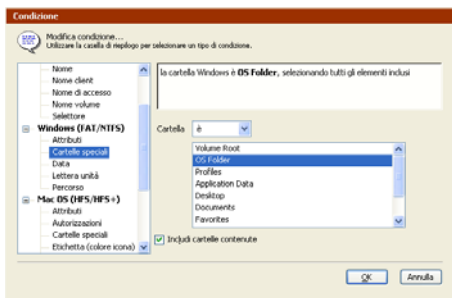 Condizione
Modifica condizione...
Utilizzare la casella di riepilogo per selezionare un tipo di condizione.
Nome
Nome client
Nome di accesso
Nome volume
Selettore
Windows (FAT/NTFS)
Attributi
Cartelle speciali
Data
Lettera unità
Percorso
Mac OS (HFS/HFS+)
Attributi
Autorizzazioni
Cartelle speciali
Etichetta (colore icona)
la cartella Windows è OS Folder, selezionando tutti gli elementi inclusi
Cartella è
Volume Root
OS Folder
Profiles
Application Data
Desktop
Documents
Favorites
Includi cartelle contenute
OK Annulla